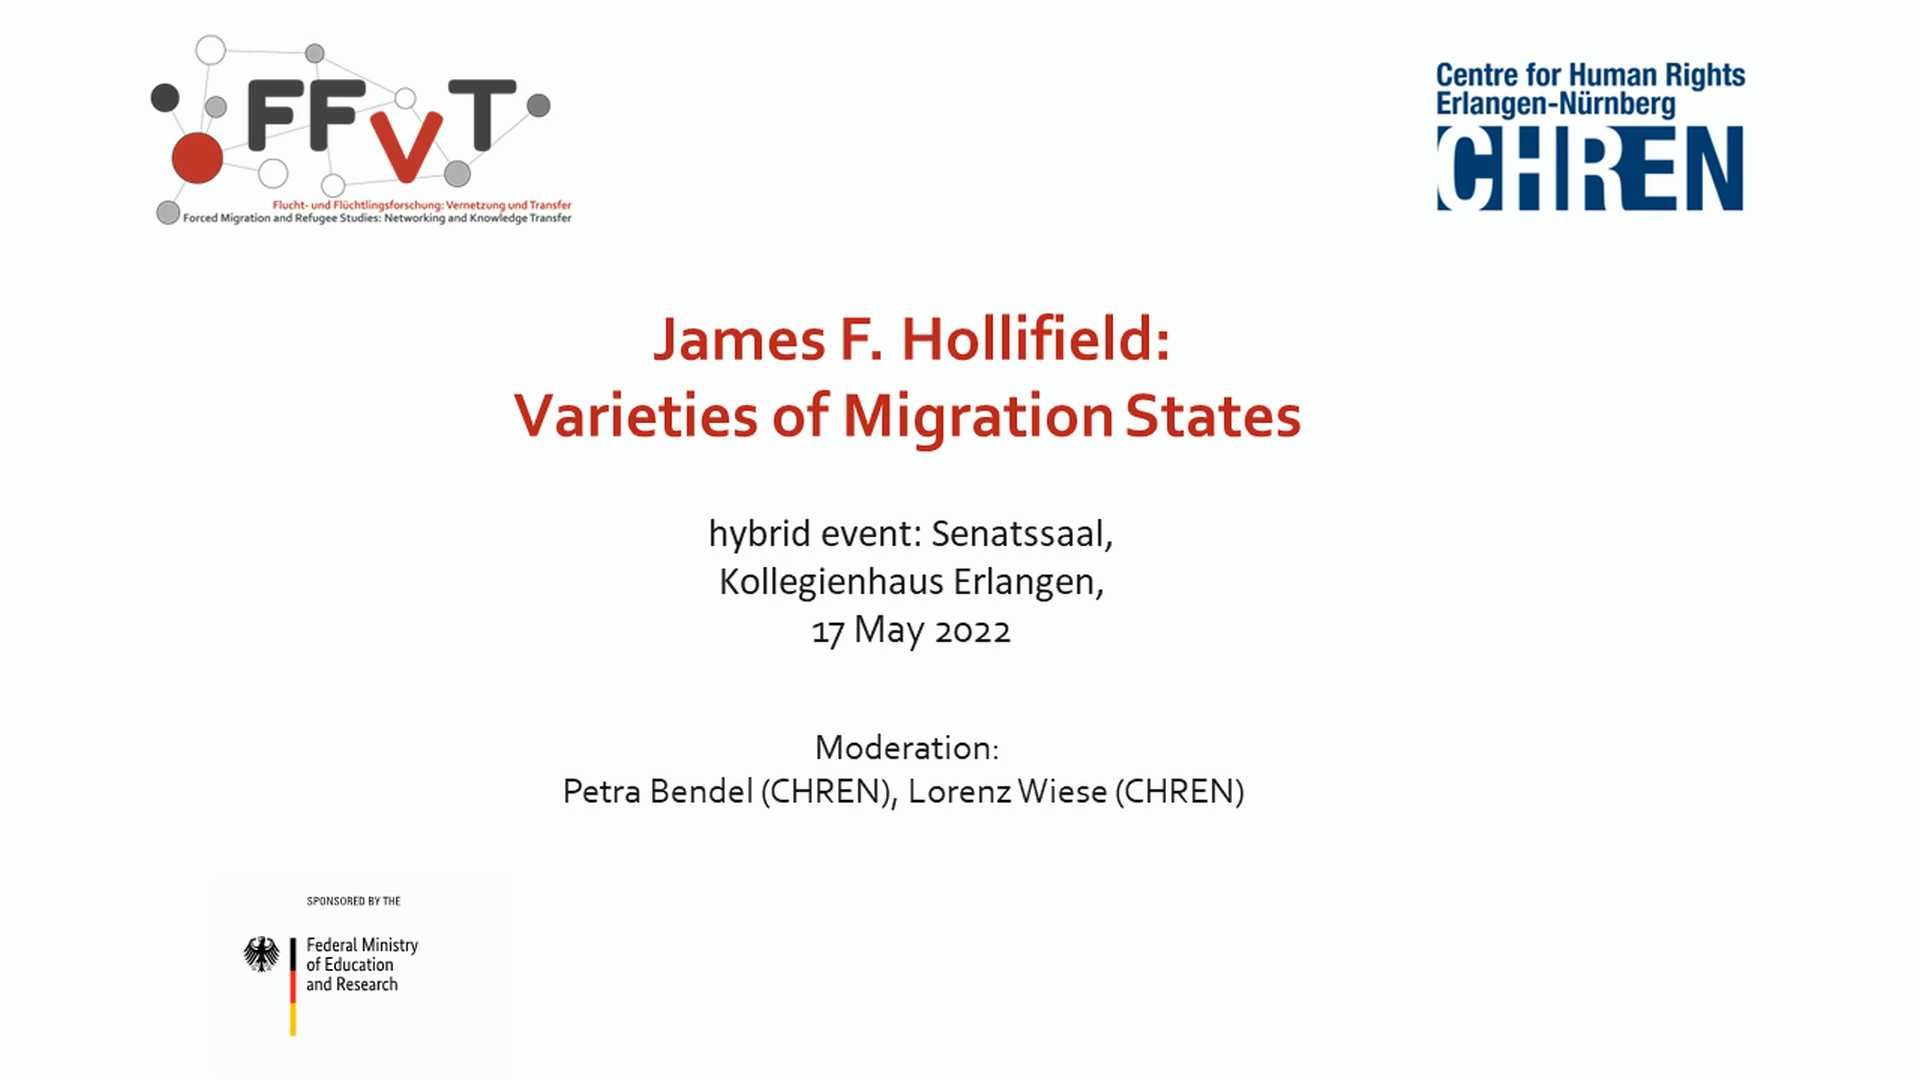 FFVT
Flucht- und Flüchtlingsforschung: Vernetzung und Transfer
Forced Migration and Refugee Studies: Networking and Knowledge Transfer
Centre for Human Rights
Erlangen-Nürnberg
CHREN
James F. Hollifield:
Varieties of Migration States
hybrid event: Senatssaal,
Kollegienhaus Erlangen,
17 May 2022
Moderation:
Petra Bendel (CHREN), Lorenz Wiese (CHREN)
SPONSORED BY THE
Federal Ministry
of Education
and Research